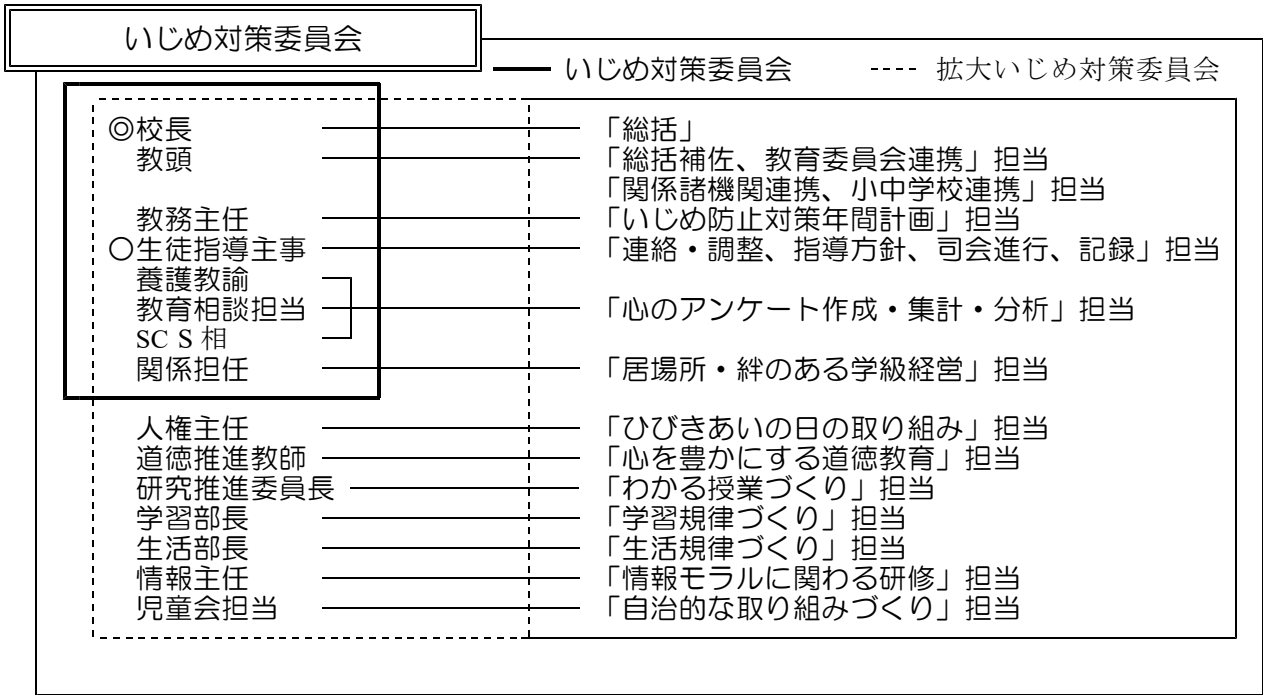 いじめ対策委員会
いじめ対策委員会 拡大いじめ対策委員会
◎校長 「総括」
教頭 「総括補佐、教育委員会連携」担当
「関係諸機関連携、小中学校連携」担当
教務主任 「いじめ防止対策年間計画」担当
○生徒指導主事 「連絡・調整、指導方針、司会進行、記録」担当
養護教諭
教育相談担当 「心のアンケート作成・集計・分析」担当
SC S 相
関係担任 「居場所・絆のある学級経営」担当
人権主任 「ひびきあいの日の取り組み」担当
道徳推進教師 「心を豊かにする道徳教育」担当
研究推進委員長 「わかる授業づくり」担当
学習部長 「学習規律づくり」担当
生活部長 「生活規律づくり」担当
情報主任 「情報モラルに関わる研修」担当
児童会担当 「自治的な取り組みづくり」担当